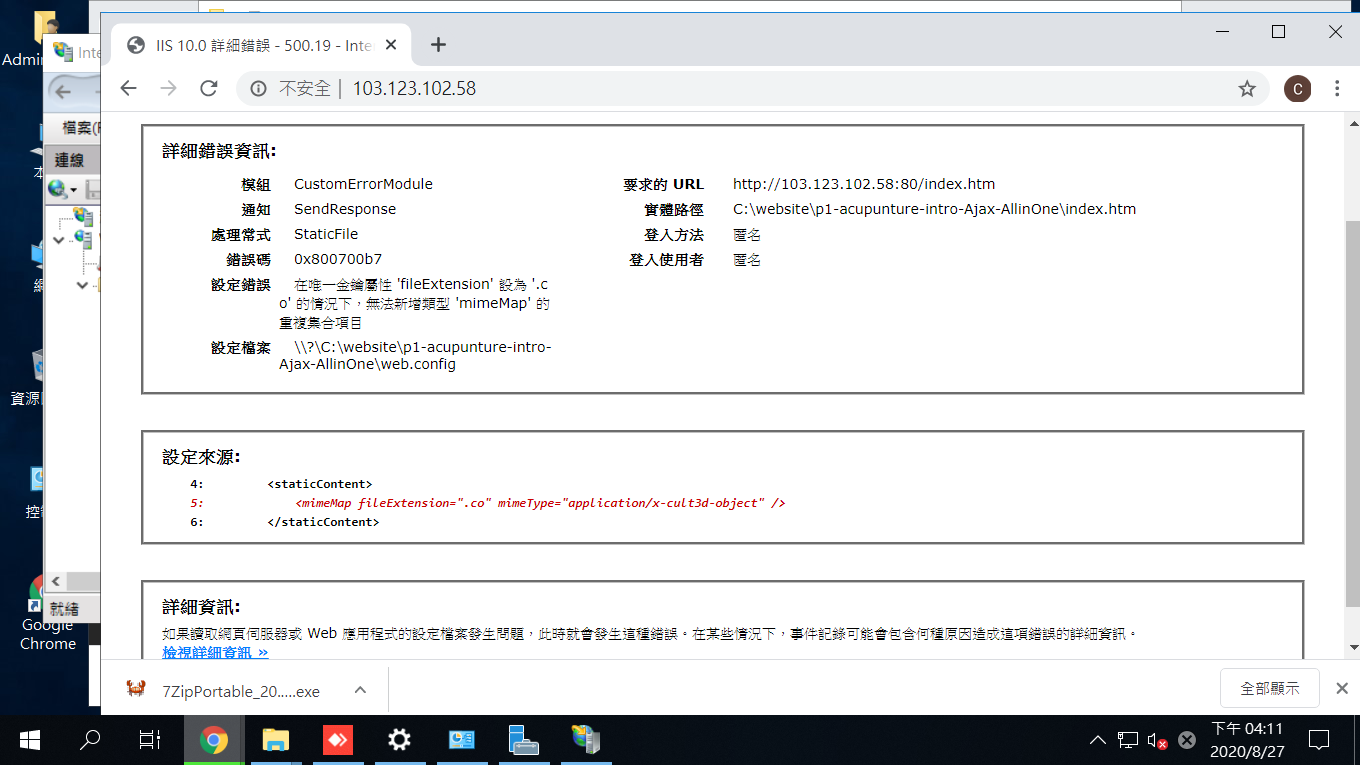 Admin
Inte
IIS 10.0 詳細錯誤 - 500.19 - Inte
不安全 | 103.123.102.58
C
檔案(F
連線
詳細錯誤資訊:
模組 CustomErrorModule
通知 SendResponse
處理常式 StaticFile
錯誤碼 0x800700b7
設定錯誤 在唯一金鑰屬性 'fileExtension' 設為 '.c
o' 的情況下，無法新增類型 'mimeMap' 的
重複集合項目
設定檔案 \\?\C:\website\p1-acupunture-intro-
Ajax-AllinOne\web.config
要求的 URL http://103.123.102.58:80/index.htm
實體路徑 C:\website\p1-acupunture-intro-Ajax-AllinOne\index.htm
登入方法 匿名
登入使用者 匿名
設定來源:
4: <staticContent>
5: <mimeMap fileExtension=".co" mimeType="application/x-cult3d-object" />
6: </staticContent>
詳細資訊:
如果讀取網頁伺服器或 Web 應用程式的設定檔案發生問題，此時就會發生這種錯誤。在某些情況下，事件記錄可能會包含何種原因造成這項錯誤的詳細資訊。
檢視詳細資訊 »
本
網
資源
控制
就緒
Google
Chrome
7ZipPortable_20.....exe
全部顯示
下午 04:11
2020/8/27